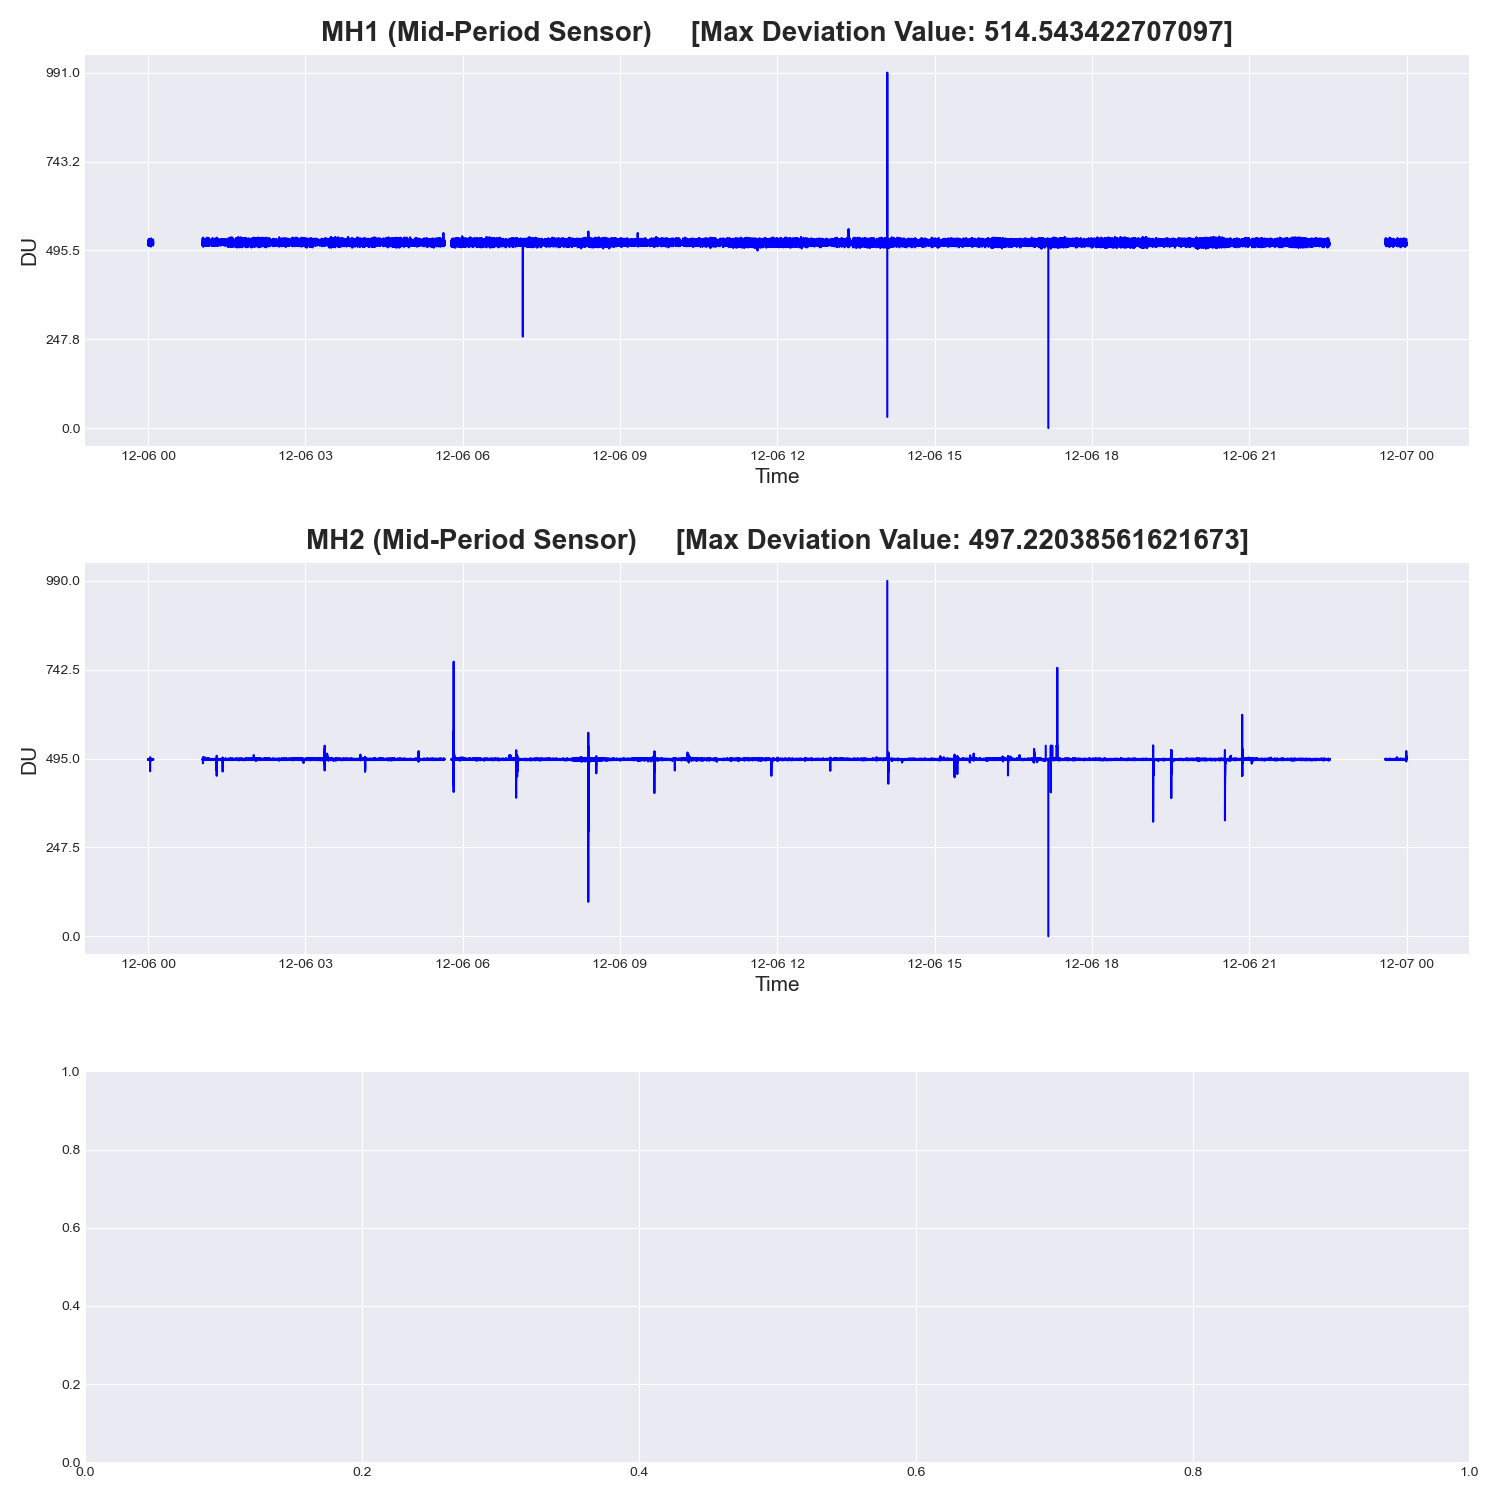 MH1 (Mid-Period Sensor) [Max Deviation Value: 514.543422707097]
991.0
743.2
495.5
247.8
0.0
DU
12-06 00 12-06 03 12-06 06 12-06 09 12-06 12 12-06 15 12-06 18 12-06 21 12-07 00
Time
MH2 (Mid-Period Sensor) [Max Deviation Value: 497.22038561621673]
990.0
742.5
495.0
247.5
0.0
DU
12-06 00 12-06 03 12-06 06 12-06 09 12-06 12 12-06 15 12-06 18 12-06 21 12-07 00
Time
1.0
0.8
0.6
0.4
0.2
0.0
0.0 0.2 0.4 0.6 0.8 1.0